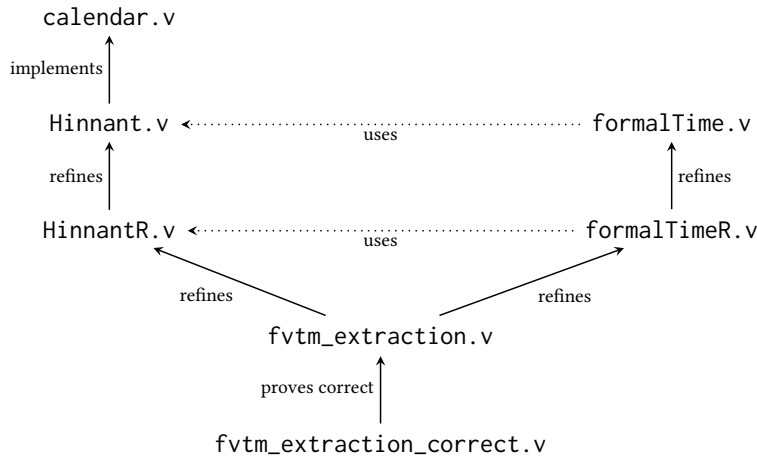 calendar.v
implements
Hinnant.v
uses
formalTime.v
refines
refines
HinnantR.v
uses
formalTimeR.v
refines
refines
fvtm_extraction.v
proves correct
fvtm_extraction_correct.v